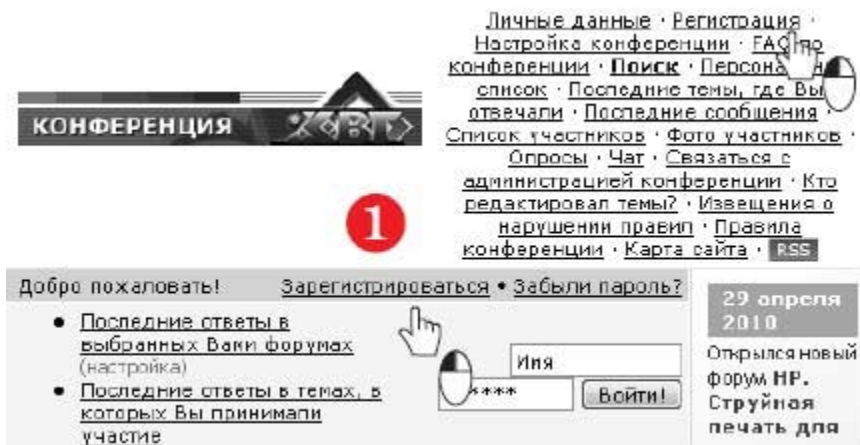 Личные данные · Регистрация ·
Настройка конференции · FAQ по
конференции · Поиск ·
список · Последние темы, где Вы
отвечали · Последние сообщения ·
Список участников · Фото участников ·
Опросы · Чат · Связаться с
администрацией конференции · Кто
редактировал темы? · Извещения о
нарушении правил · Правила
конференции · Карта сайта · RSS
КОНФЕРЕНЦИЯ
1
Добро пожаловать!
Зарегистрироваться • Забыли пароль?
• Последние ответы в
выбранных Вами форумах
(настройка)
• Последние ответы в темах, в
которых Вы принимали
участие
Имя
****
Войти!
29 апреля
2010
Открылся новый
форум HP.
Струйная
печать для